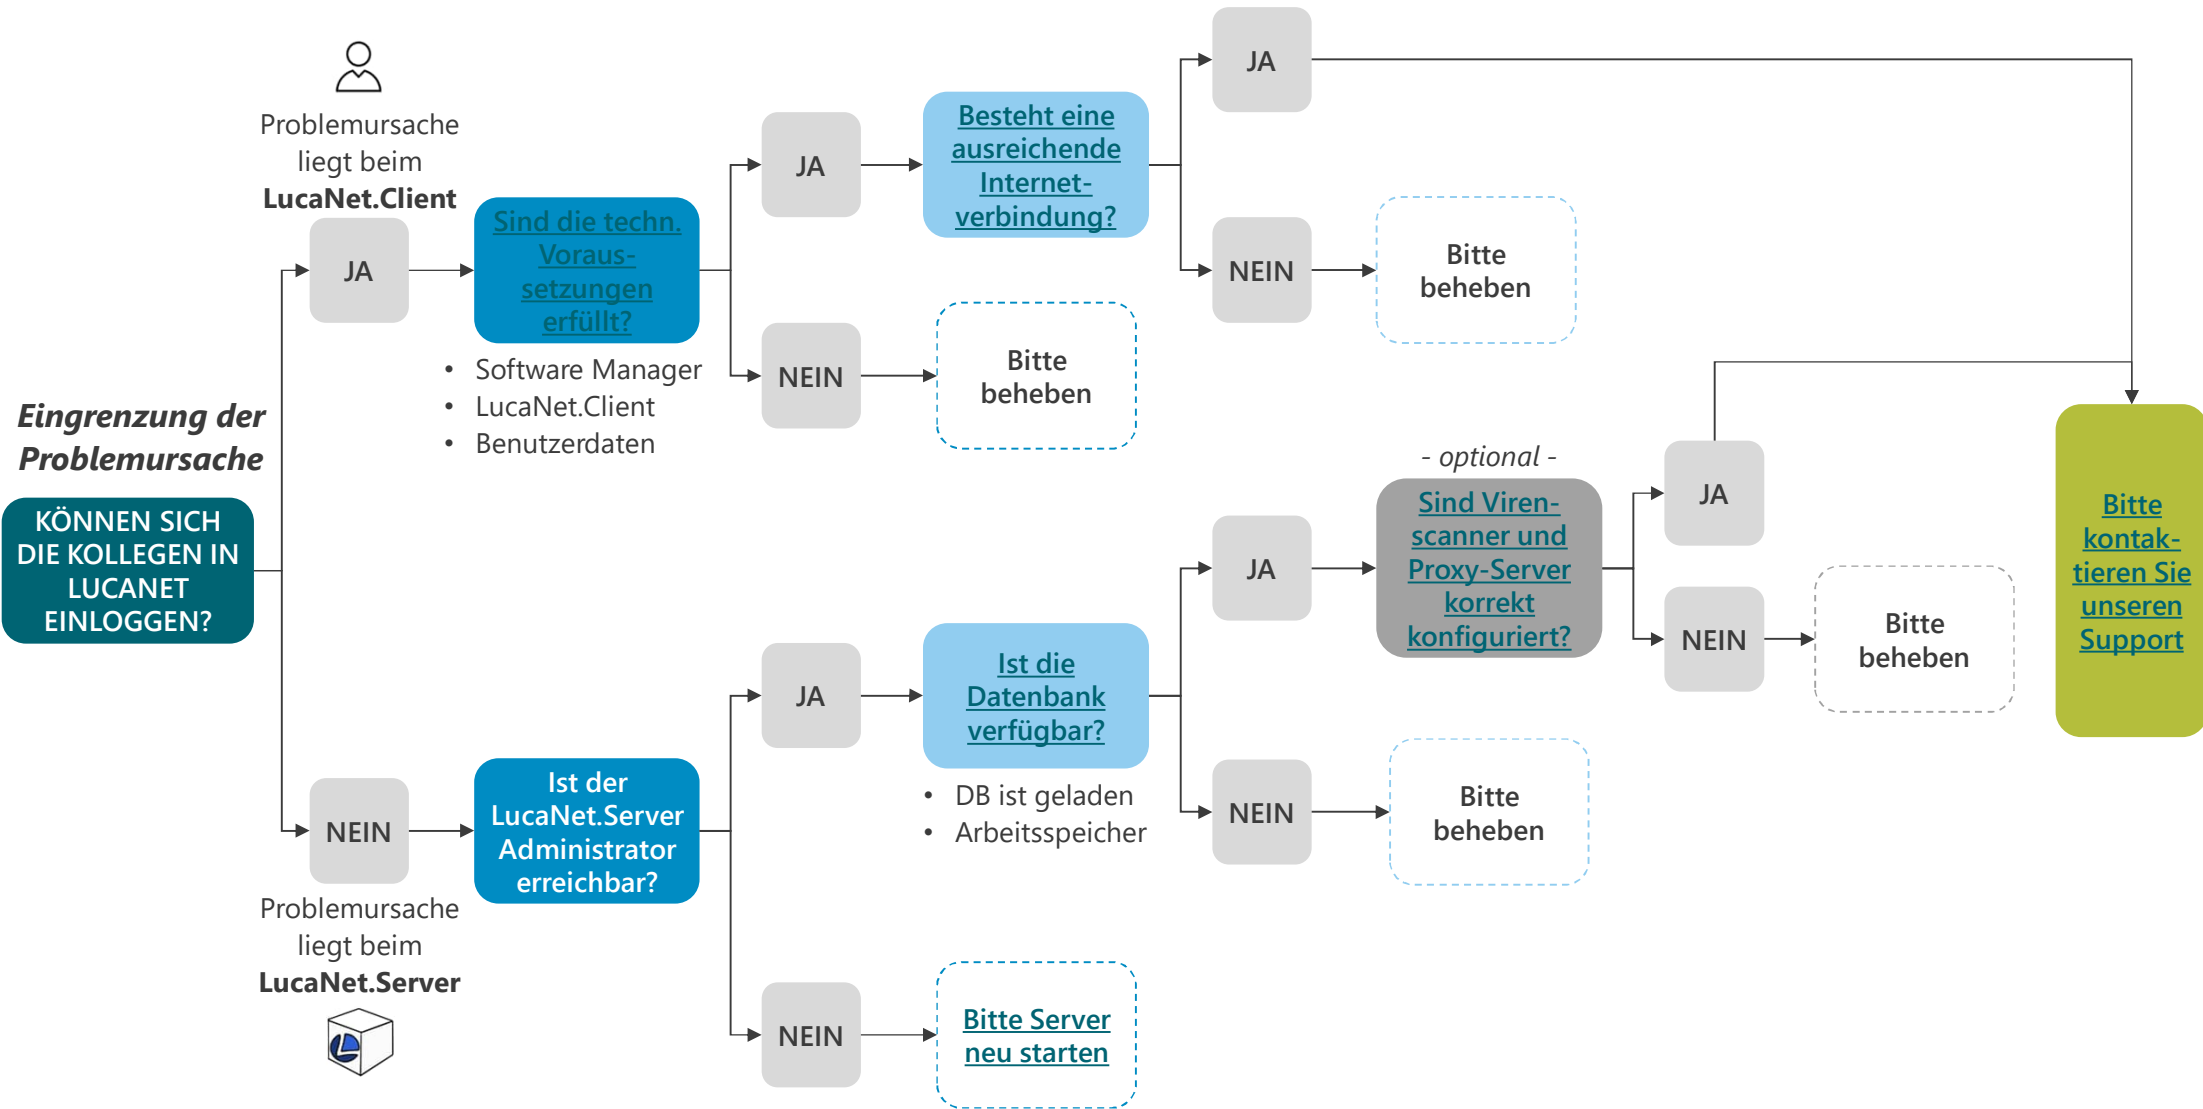 Eingrenzung der
Problemursache
KÖNNEN SICH
DIE KOLLEGEN IN
LUCANET
EINLOGGEN?
Problemursache
liegt beim
LucaNet.Client
JA
Sind die techn.
Voraus-
setzungen
erfüllt?
• Software Manager
• LucaNet.Client
• Benutzerdaten
JA
Besteht eine
ausreichende
Internet-
verbindung?
JA
NEIN
Bitte
beheben
NEIN
Bitte
beheben
NEIN
Problemursache
liegt beim
LucaNet.Server
Ist der
LucaNet.Server
Administrator
erreichbar?
JA
Ist die
Datenbank
verfügbar?
• DB ist geladen
• Arbeitsspeicher
JA
- optional -
Sind Viren-
scanner und
Proxy-Server
korrekt
konfiguriert?
JA
NEIN
Bitte
beheben
NEIN
Bitte
beheben
NEIN
Bitte Server
neu starten
Bitte
kontak-
tieren Sie
unseren
Support